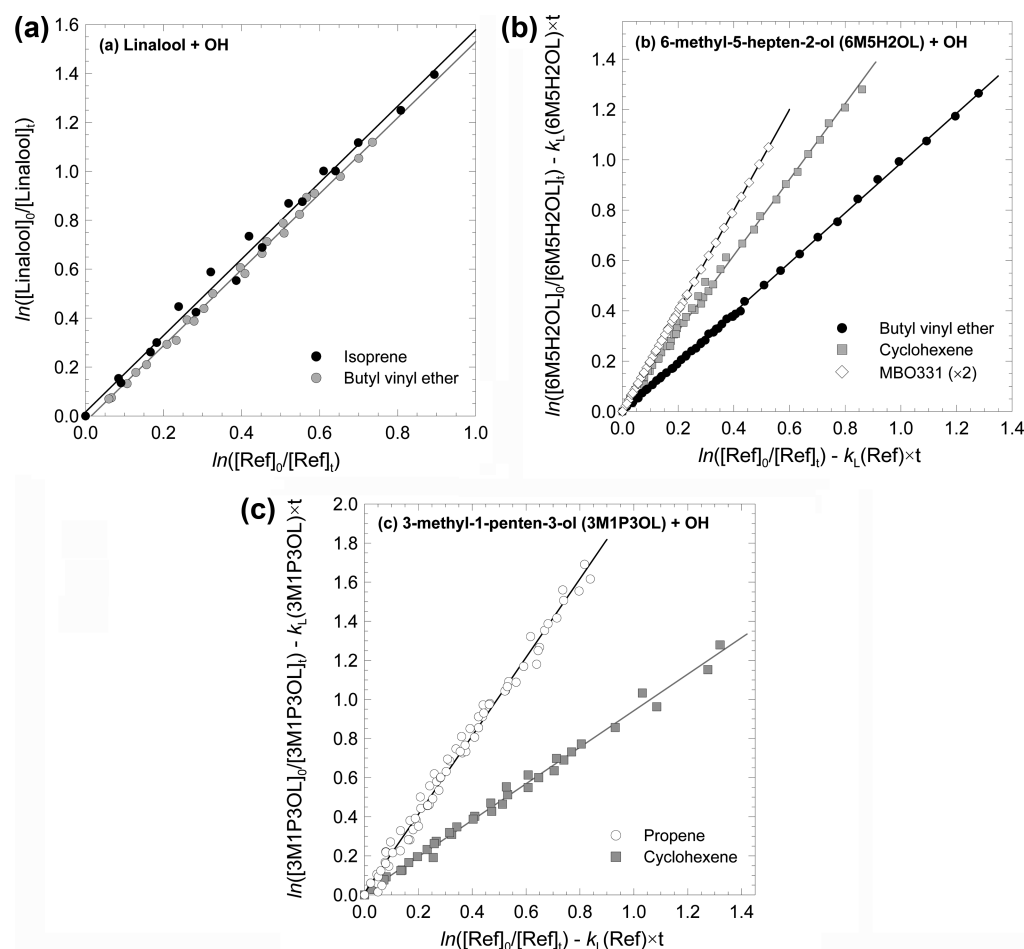 (a)
(a) Linalool + OH
ln([Linalool]0/[Linalool]t)
1.6
1.4
1.2
1.0
0.8
0.6
0.4
0.2
0.0
Isoprene
Butyl vinyl ether
0.0 0.2 0.4 0.6 0.8 1.0
ln([Ref]0/[Ref]t)
(b)
(b) 6-methyl-5-hepten-2-ol (6M5H2OL) + OH
ln([6M5H2OL]0/[6M5H2OL]t) - kL(6M5H2OL)×t
1.4
1.2
1.0
0.8
0.6
0.4
0.2
0.0
Butyl vinyl ether
Cyclohexene
MBO331 (×2)
0.0 0.2 0.4 0.6 0.8 1.0 1.2 1.4
ln([Ref]0/[Ref]t) - kL(Ref)×t
(c)
(c) 3-methyl-1-penten-3-ol (3M1P3OL) + OH
ln([3M1P3OL]0/[3M1P3OL]t) - kL(3M1P3OL)×t
2.0
1.8
1.6
1.4
1.2
1.0
0.8
0.6
0.4
0.2
0.0
Propene
Cyclohexene
0.0 0.2 0.4 0.6 0.8 1.0 1.2 1.4
ln([Ref]0/[Ref]t) - kL(Ref)×t